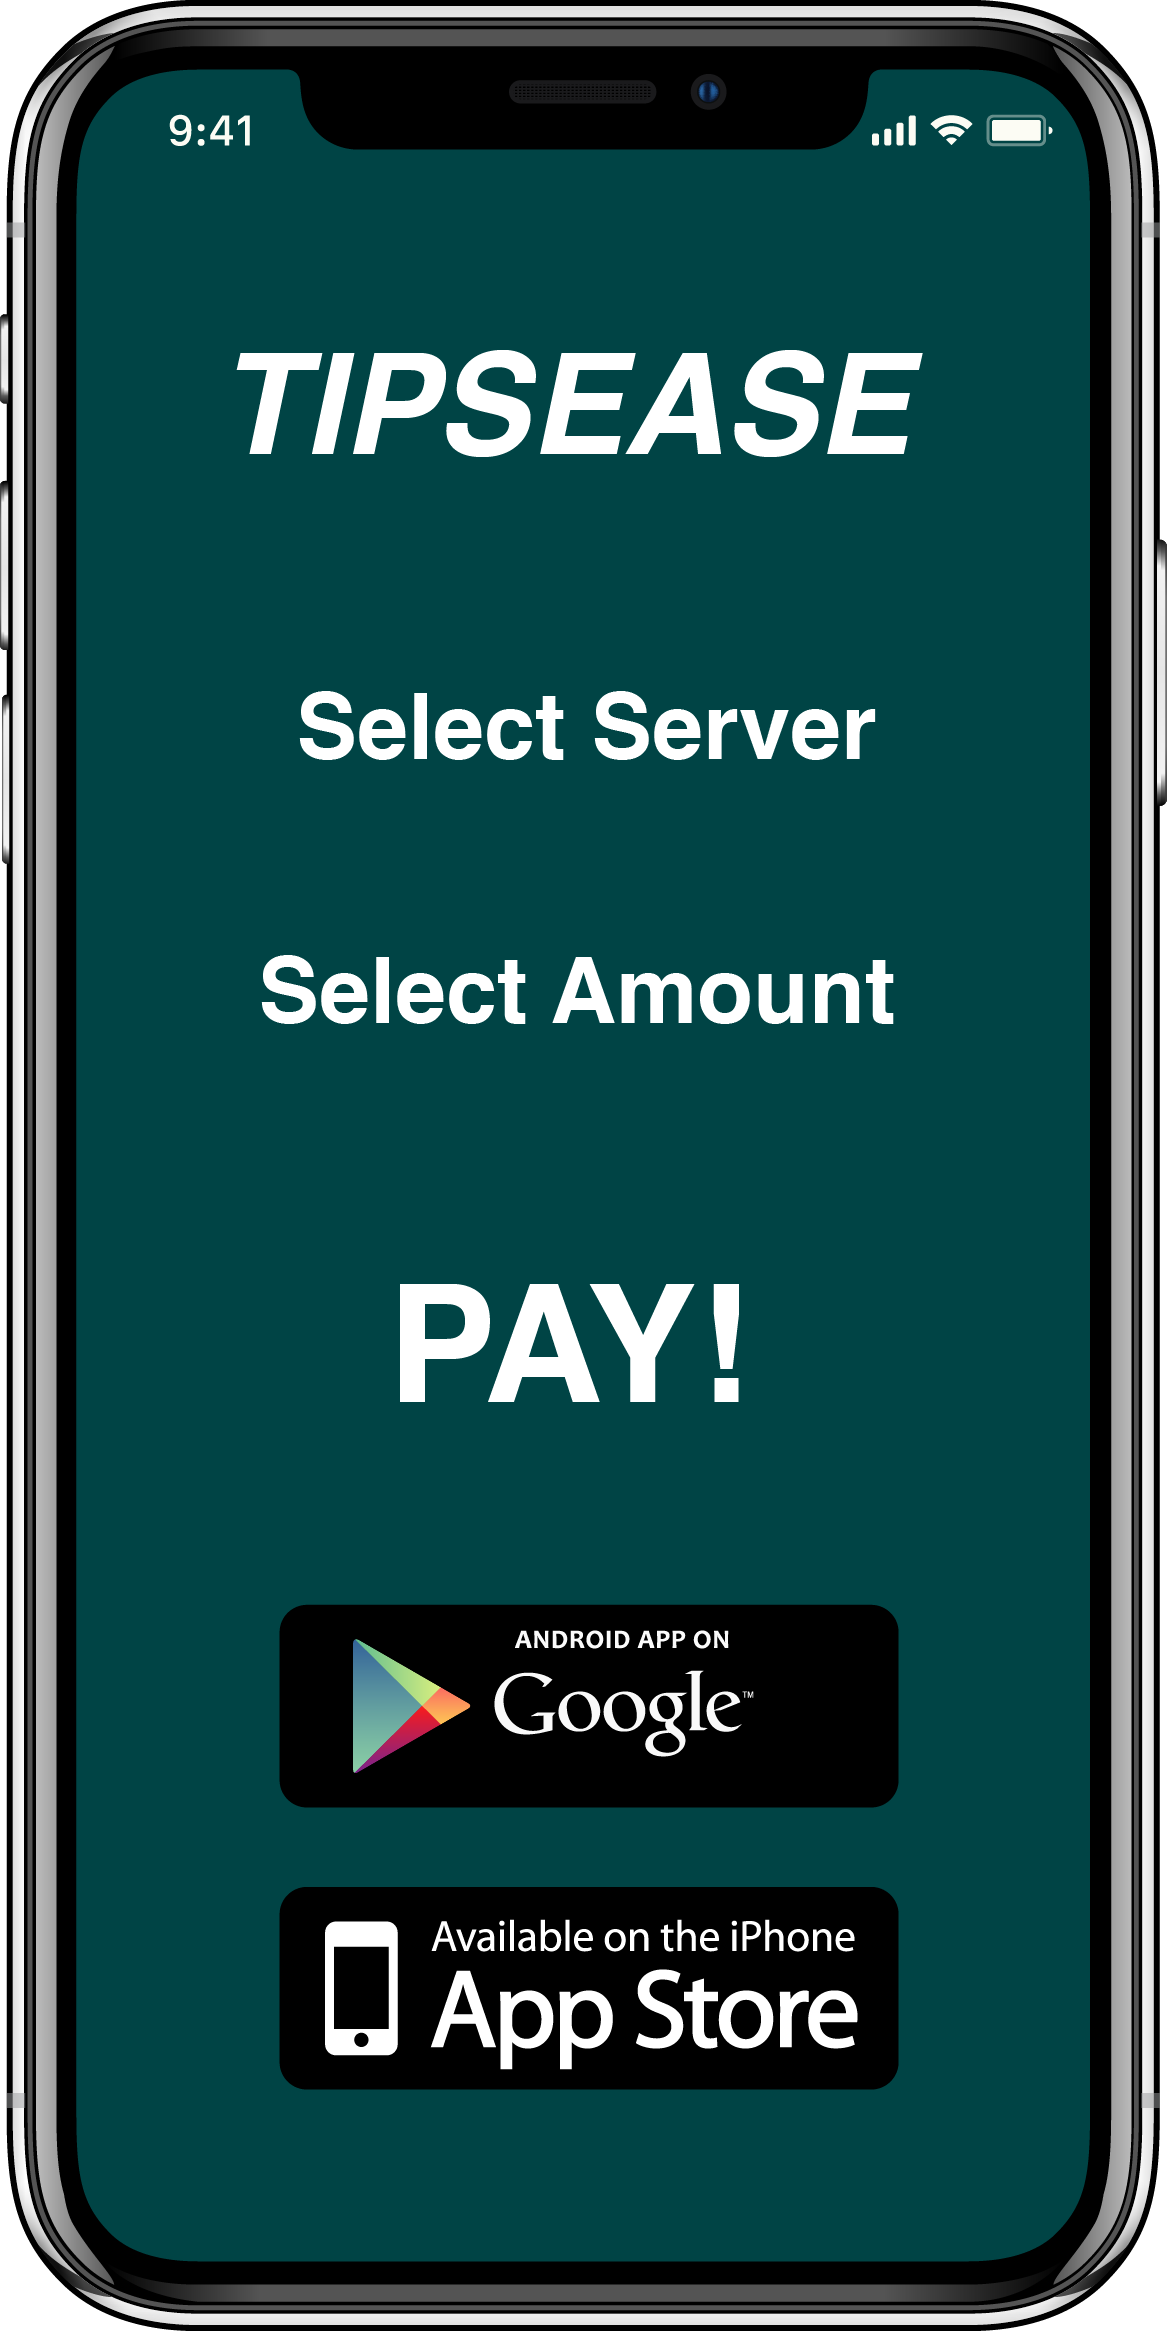 9:41
TIPSEASE
Select Server
Select Amount
PAY!
ANDROID APP ON
Google™
Available on the iPhone
App Store